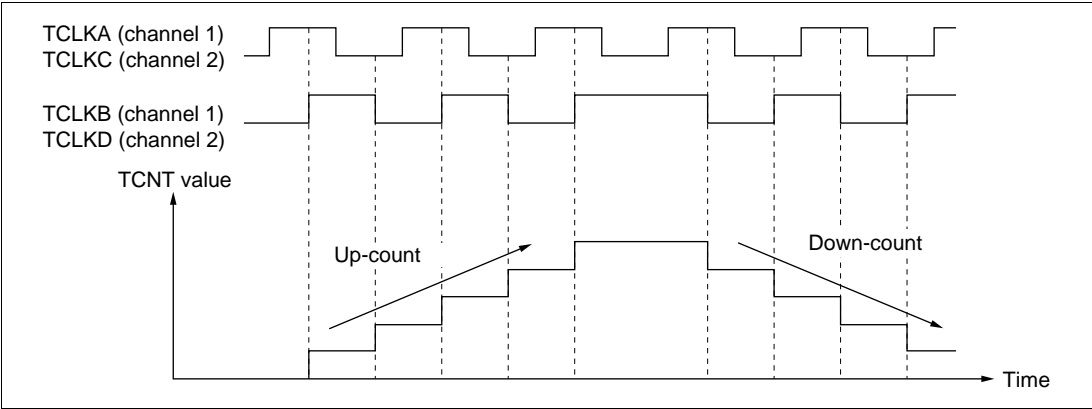 TCLKA (channel 1)
TCLKC (channel 2)
TCLKB (channel 1)
TCLKD (channel 2)
TCNT value
Up-count
Down-count
Time